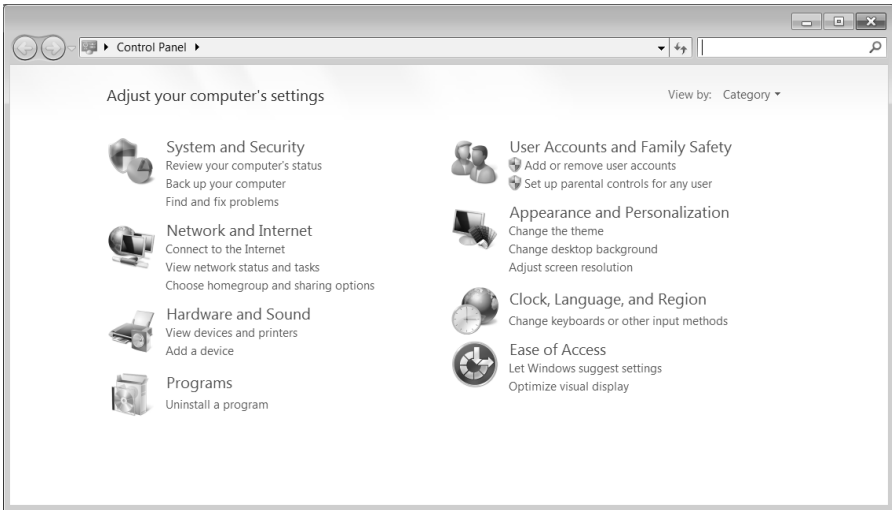 Control Panel
Adjust your computer's settings
View by: Category
System and Security
Review your computer's status
Back up your computer
Find and fix problems
Network and Internet
Connect to the Internet
View network status and tasks
Choose homegroup and sharing options
Hardware and Sound
View devices and printers
Add a device
Programs
Uninstall a program
User Accounts and Family Safety
Add or remove user accounts
Set up parental controls for any user
Appearance and Personalization
Change the theme
Change desktop background
Adjust screen resolution
Clock, Language, and Region
Change keyboards or other input methods
Ease of Access
Let Windows suggest settings
Optimize visual display